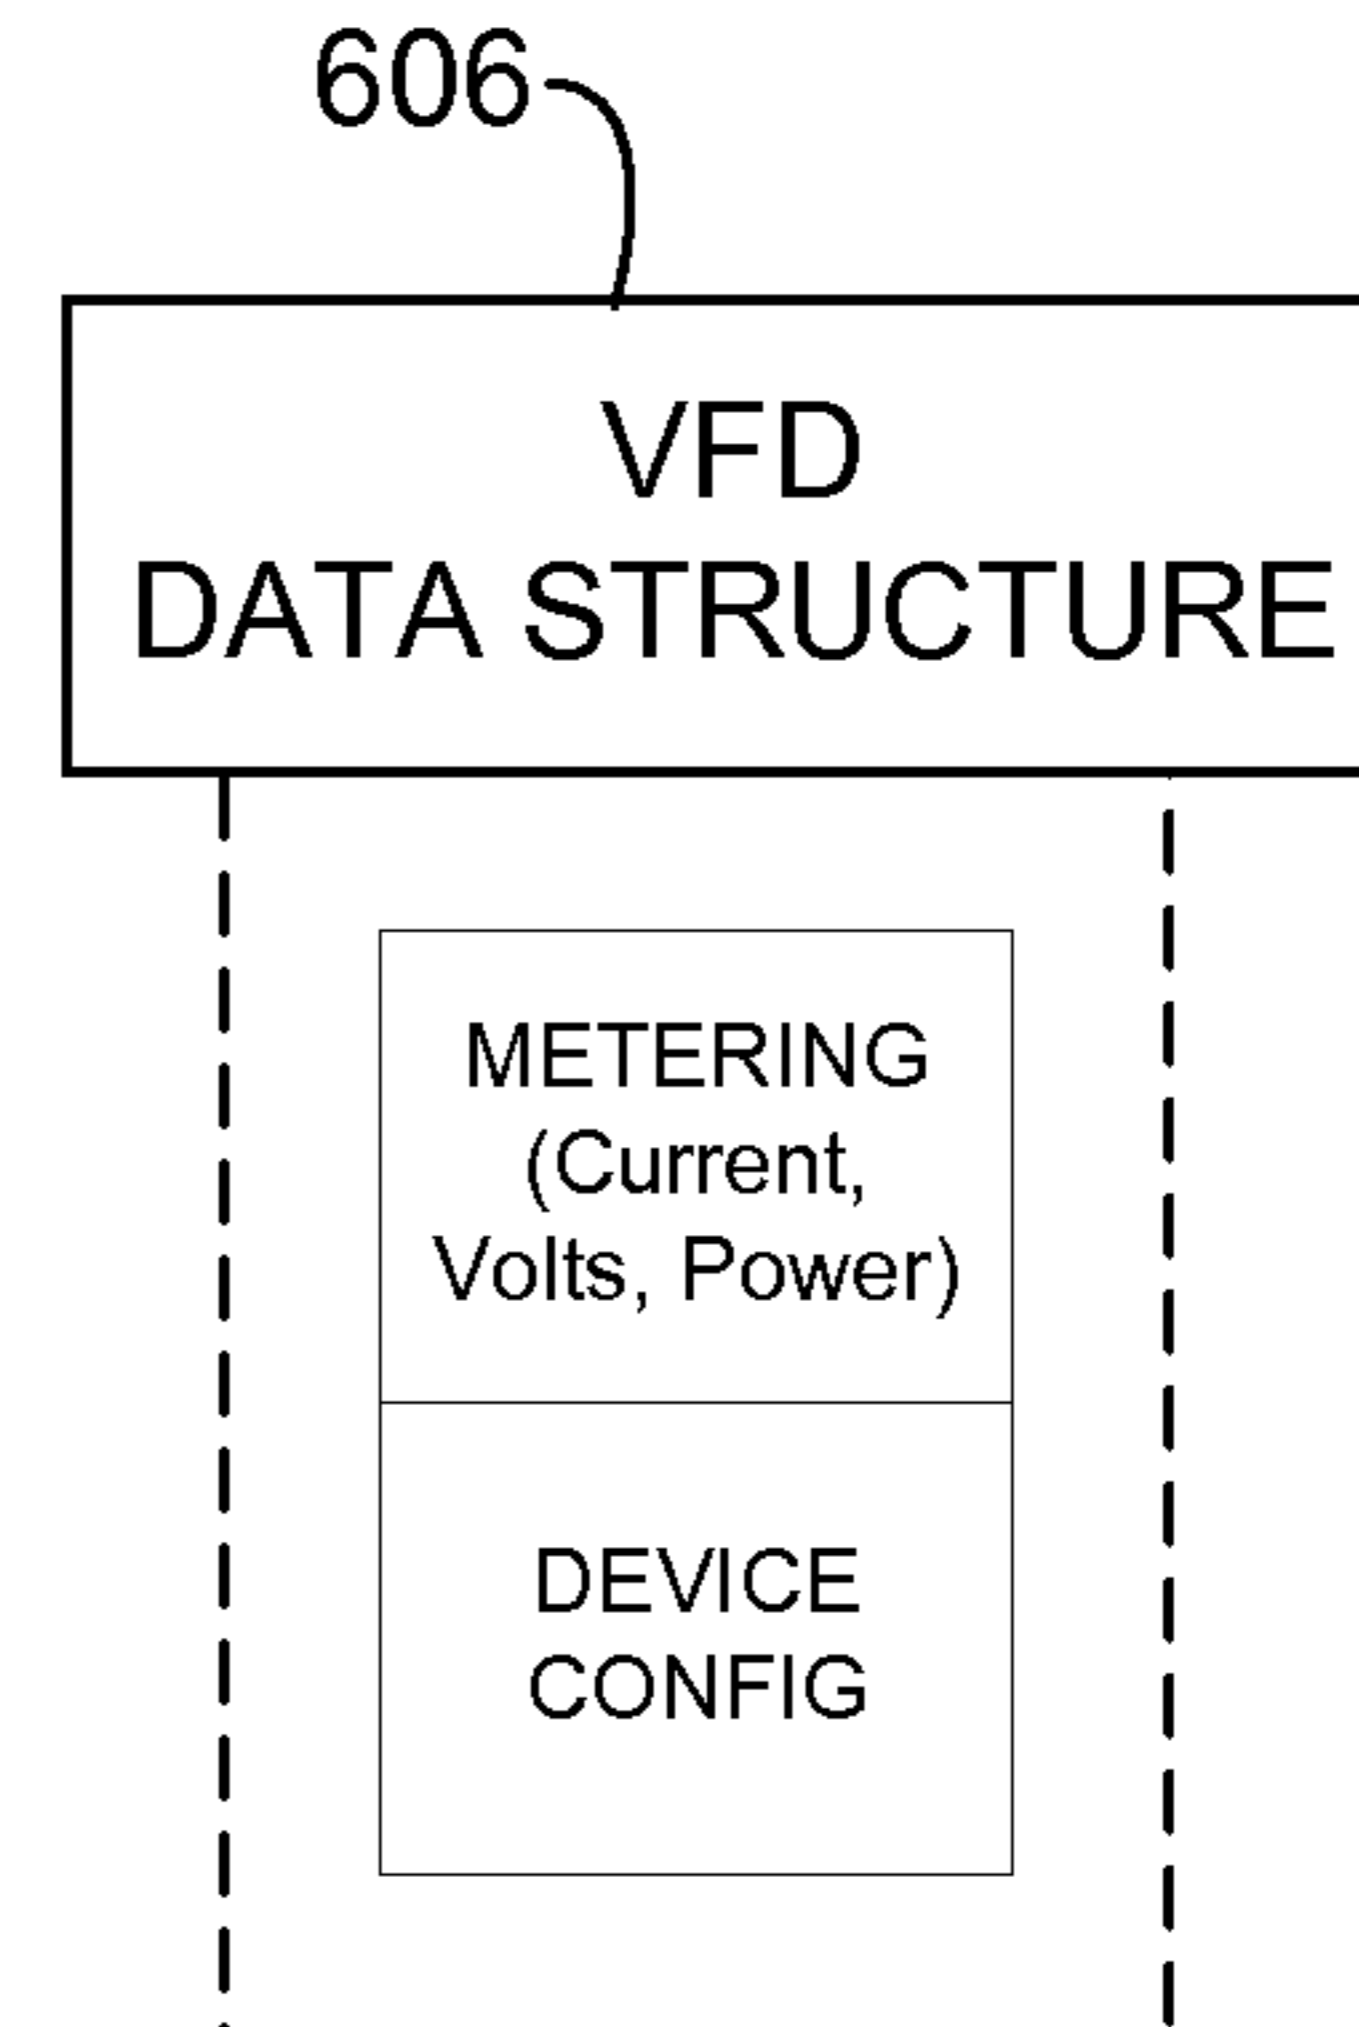 606
VFD
DATA STRUCTURE
METERING
(Current,
Volts, Power)
DEVICE
CONFIG